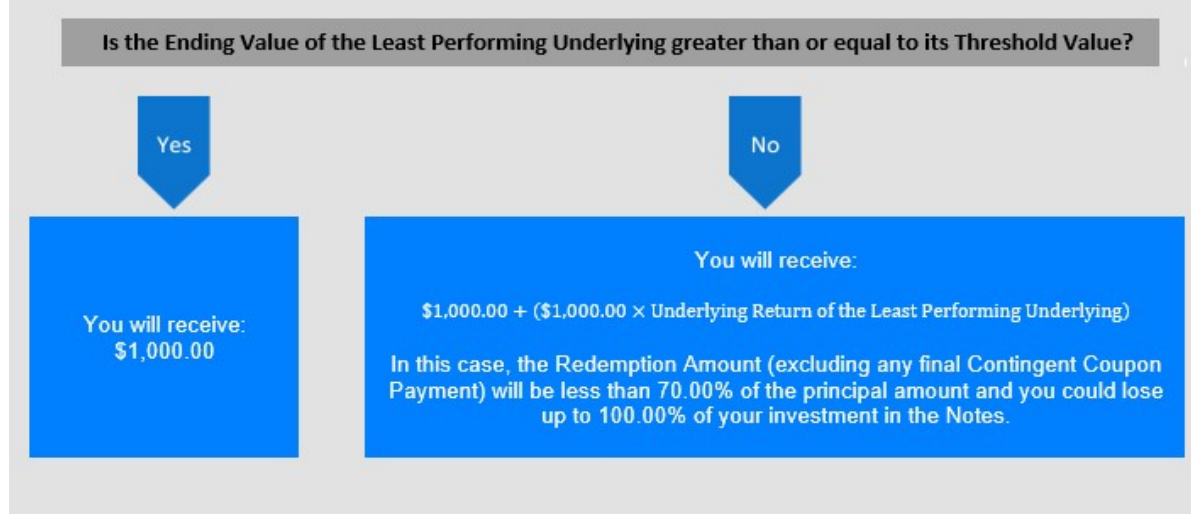 Is the Ending Value of the Least Performing Underlying greater than or equal to its Threshold Value?
Yes
No
You will receive:
$1,000.00
You will receive:
$1,000.00 + ($1,000.00 × Underlying Return of the Least Performing Underlying)
In this case, the Redemption Amount (excluding any final Contingent Coupon
Payment) will be less than 70.00% of the principal amount and you could lose
up to 100.00% of your investment in the Notes.